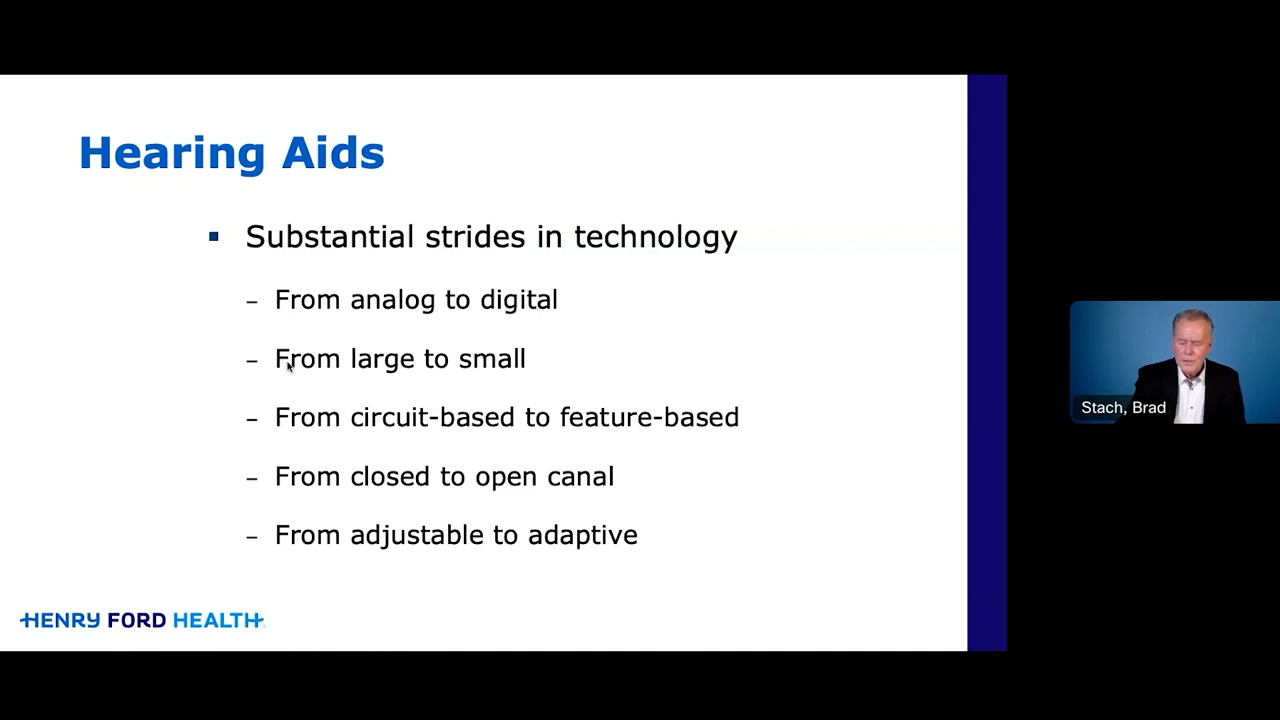 Hearing Aids
▪ Substantial strides in technology
– From analog to digital
– From large to small
– From circuit-based to feature-based
– From closed to open canal
– From adjustable to adaptive
HENRY FORD HEALTH
Stach, Brad